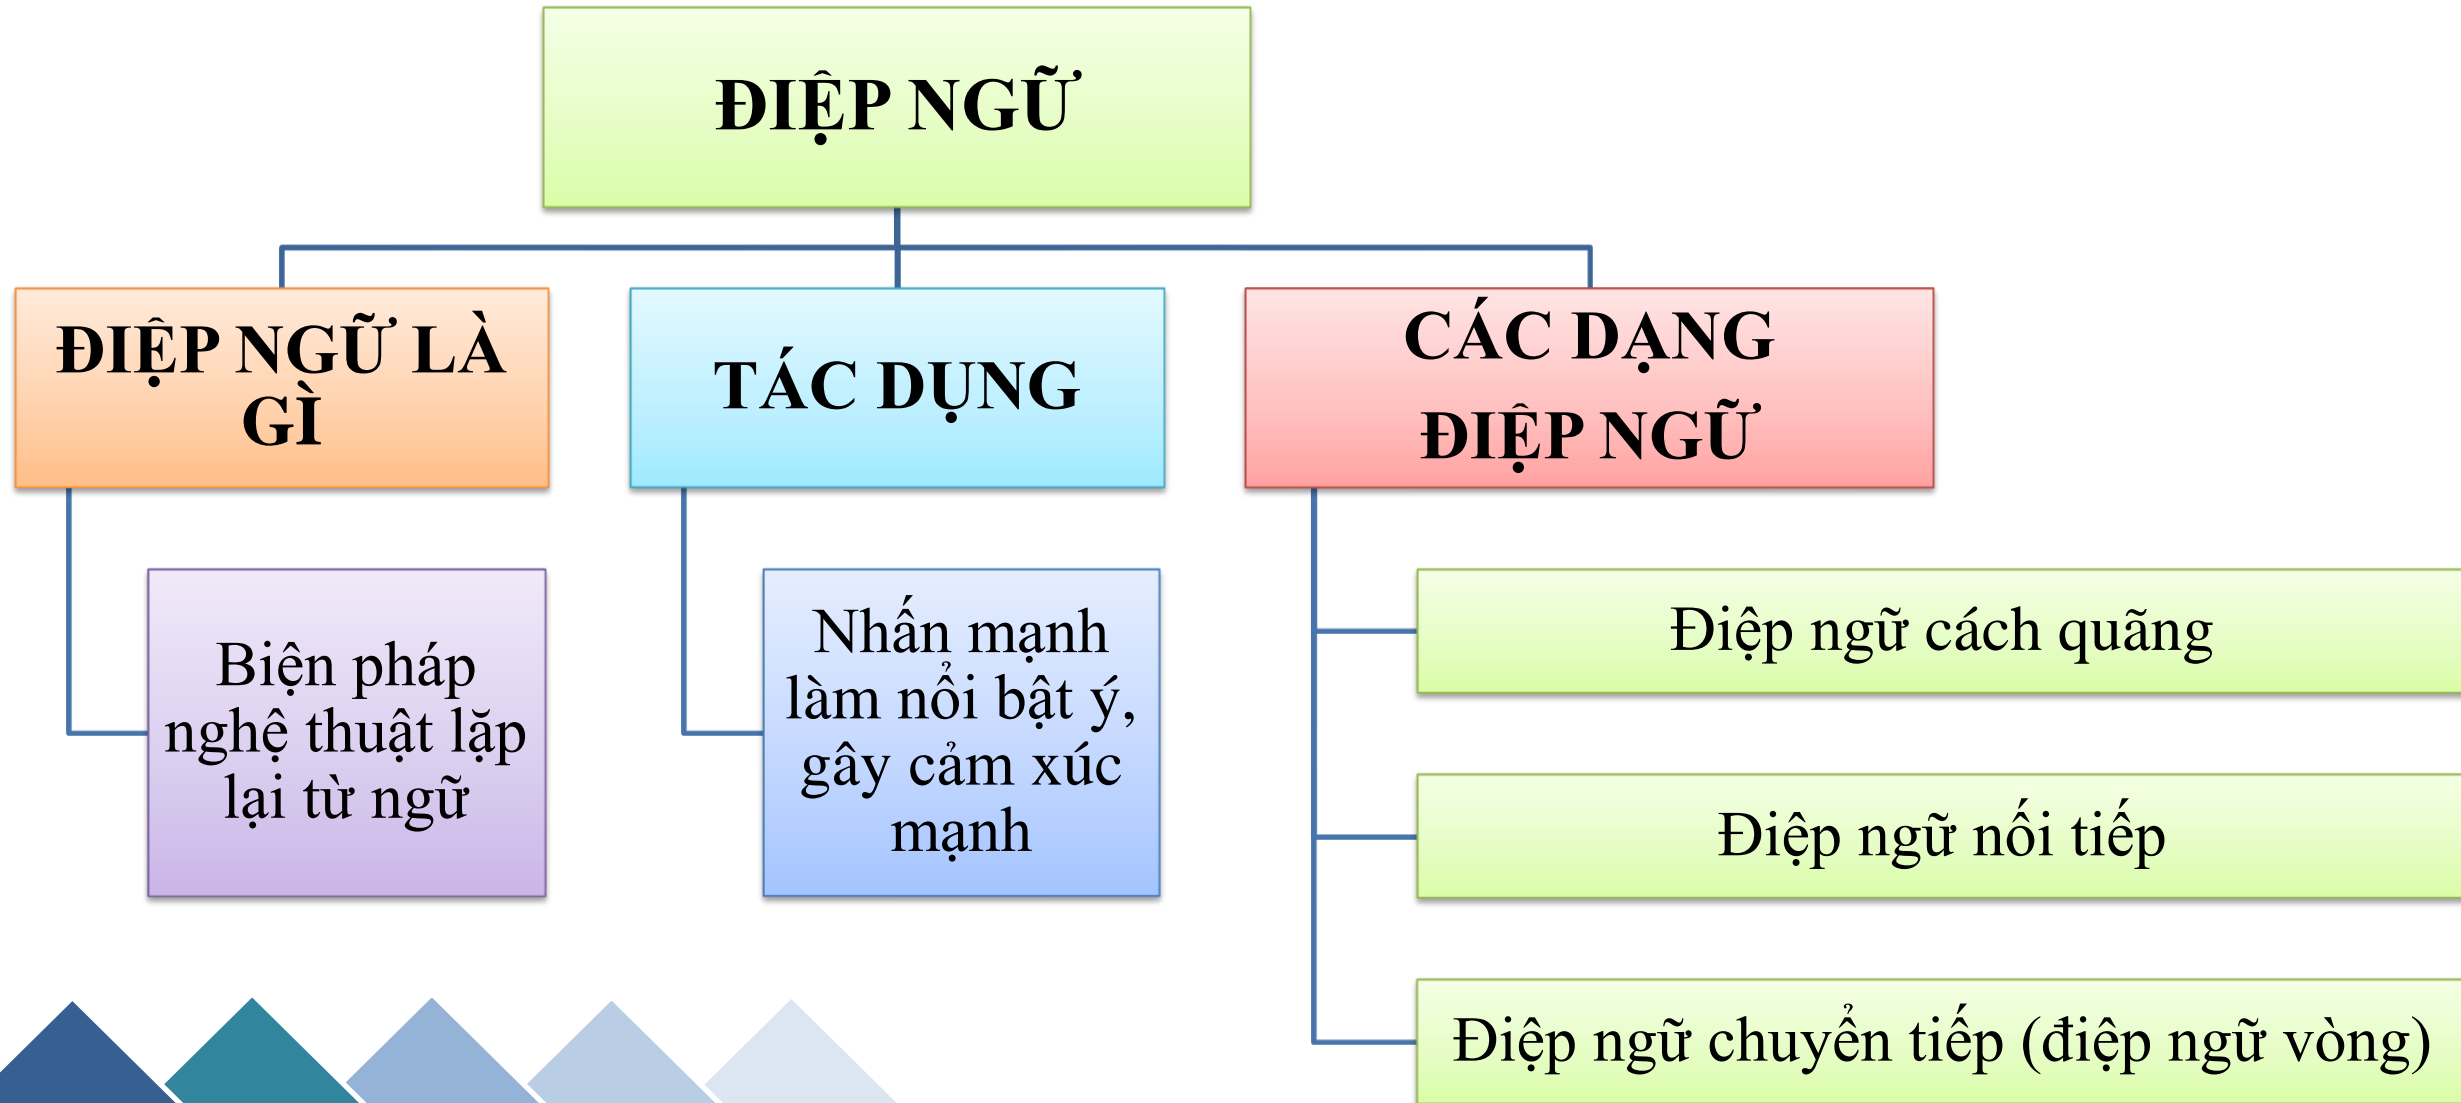 ĐIỆP NGỮ
ĐIỆP NGỮ LÀ
GÌ
Biện pháp
nghệ thuật lặp
lại từ ngữ
TÁC DỤNG
Nhấn mạnh
làm nổi bật ý,
gây cảm xúc
mạnh
CÁC DẠNG
ĐIỆP NGỮ
Điệp ngữ cách quãng
Điệp ngữ nối tiếp
Điệp ngữ chuyển tiếp (điệp ngữ vòng)